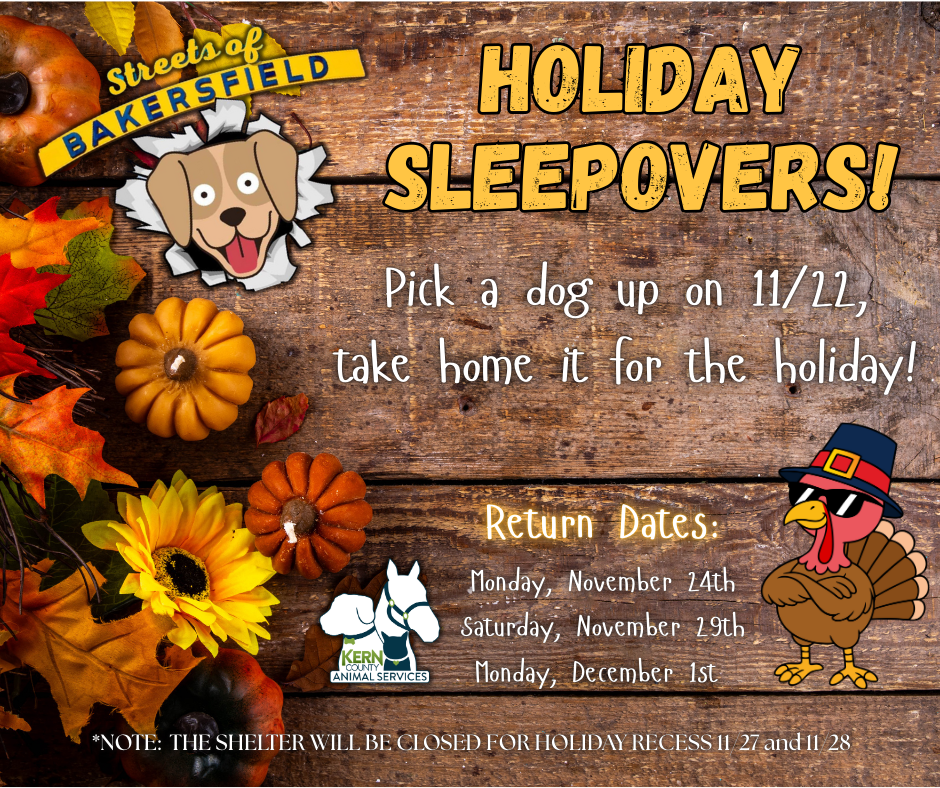 Streets of
BAKERSFIELD
HOLIDAY
SLEEPOVERS!
Pick a dog up on 11/22,
take home it for the holiday!
Return Dates:
Monday, November 24th
Saturday, November 29th
Monday, December 1st
KERN
COUNTY
ANIMAL SERVICES
*NOTE: THE SHELTER WILL BE CLOSED FOR HOLIDAY RECESS 11/27 and 11/28